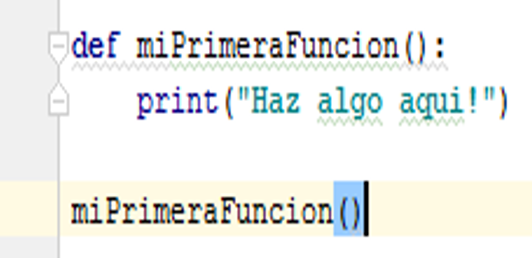 def miPrimeraFuncion():
    print("Haz algo aqui!")
miPrimeraFuncion()